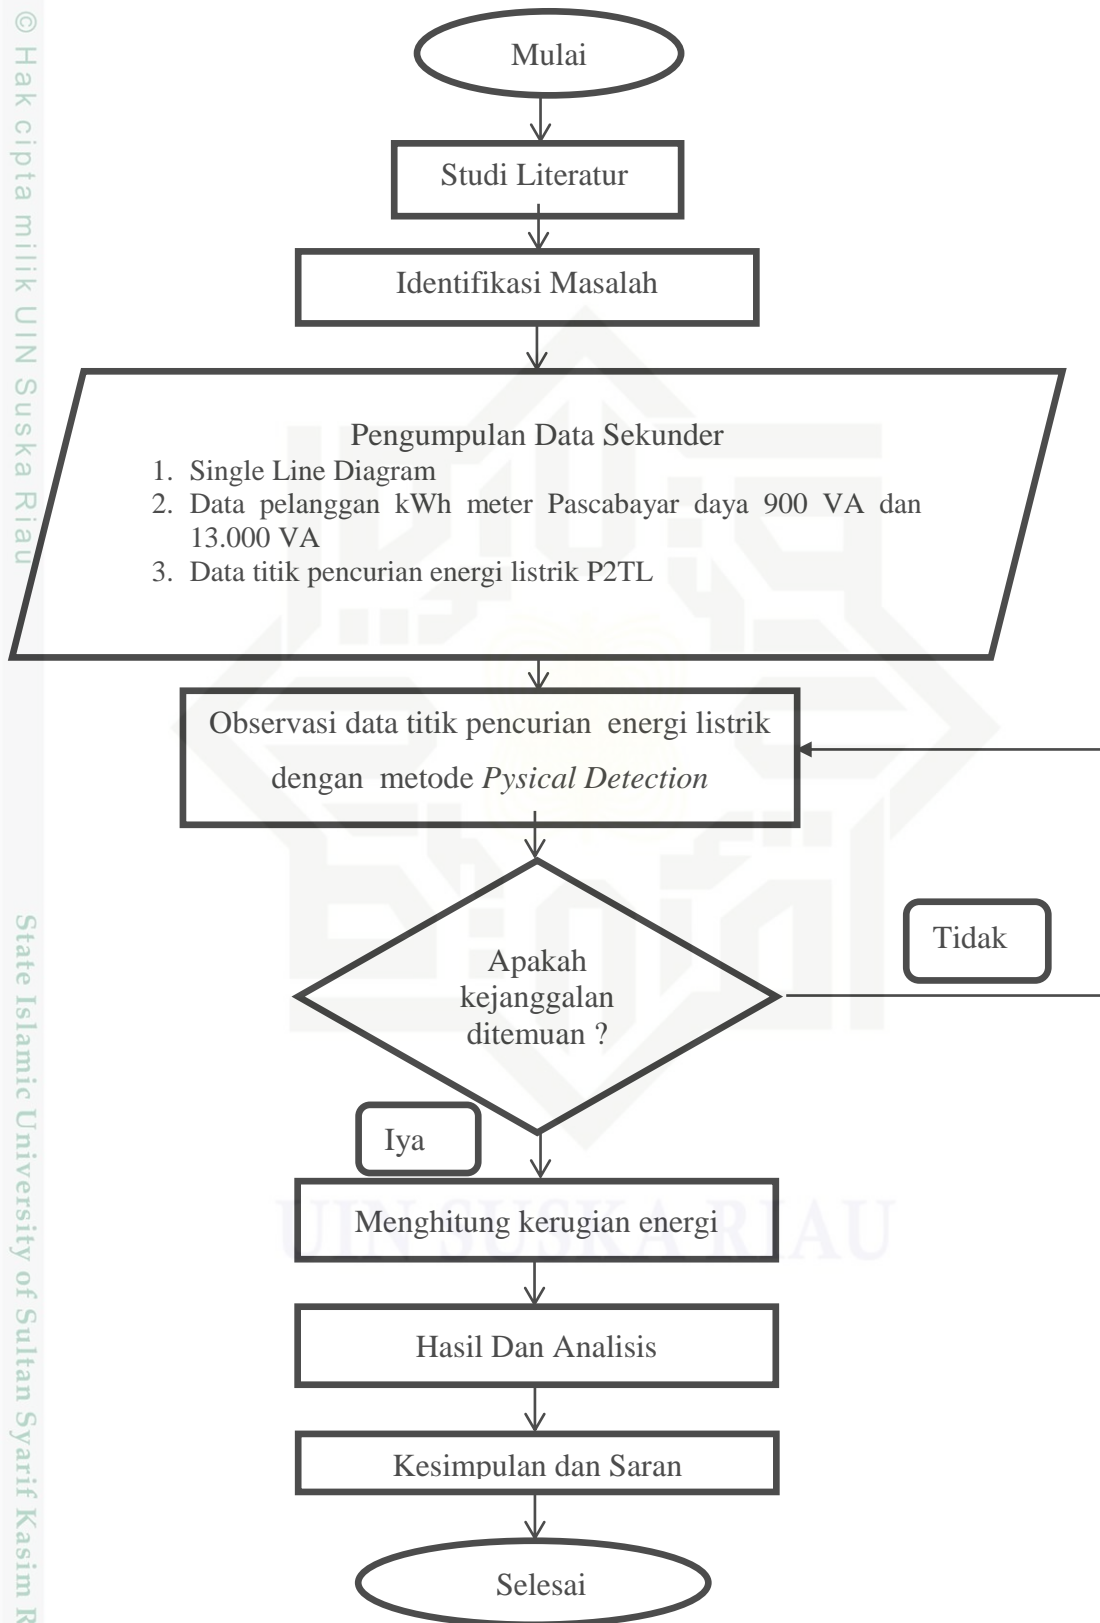 © Hak cipta milik UIN Suska Riau
State Islamic University of Sultan Syarif Kasim R
Mulai
Studi Literatur
Identifikasi Masalah
Pengumpulan Data Sekunder
1. Single Line Diagram
2. Data pelanggan kWh meter Pascabayar daya 900 VA dan
13.000 VA
3. Data titik pencurian energi listrik P2TL
Observasi data titik pencurian energi listrik
dengan metode Pysical Detection
Apakah
kejanggalan
ditemuan ?
Tidak
Iya
Menghitung kerugian energi
UIN SUSKA RIAU
Hasil Dan Analisis
Kesimpulan dan Saran
Selesai